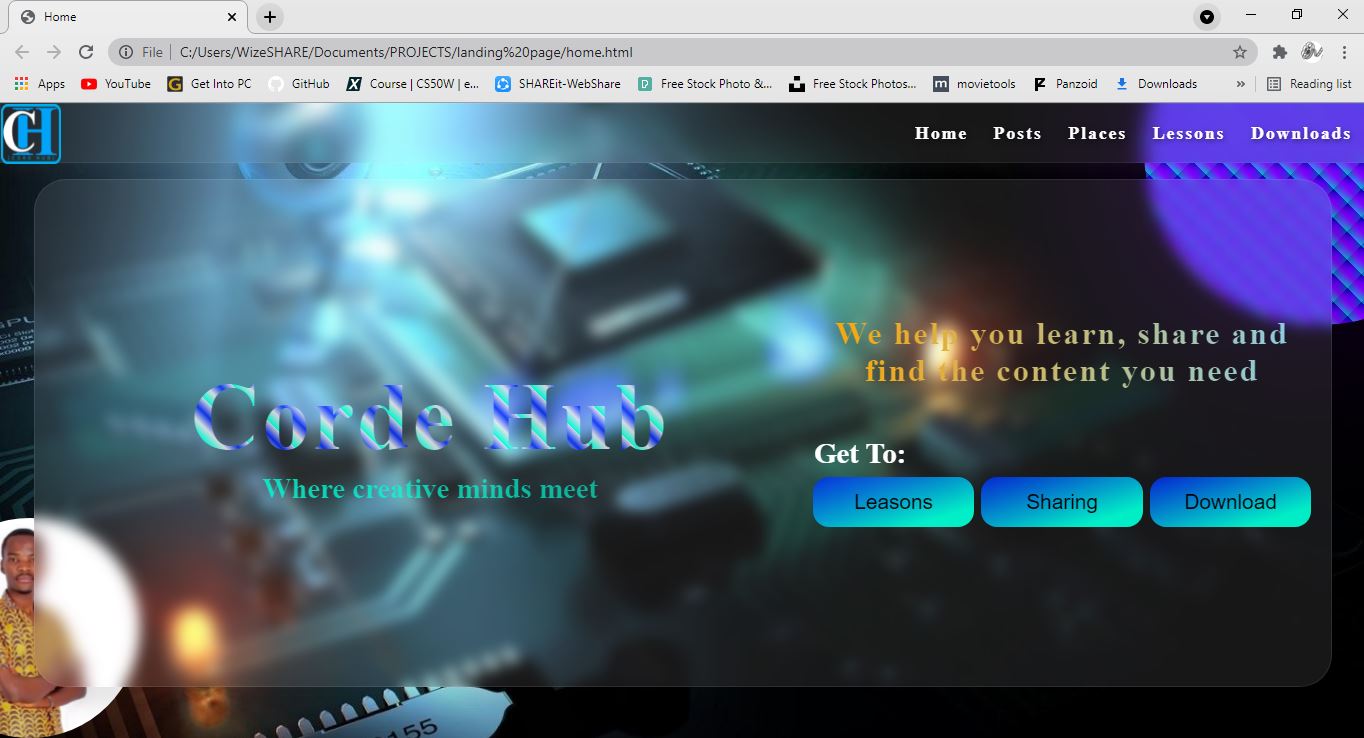 Home
File
C:/Users/WizeSHARE/Documents/PROJECTS/landing%20page/home.html
Apps
YouTube
Get Into PC
GitHub
Course | CS50W | e...
SHAREit-WebShare
Free Stock Photo &...
Free Stock Photos...
movietools
Panzoid
Downloads
»
Reading list
CH
Home
Posts
Places
Lessons
Downloads
We help you learn, share and
find the content you need
Corde Hub
Where creative minds meet
Get To:
Leasons
Sharing
Download
155